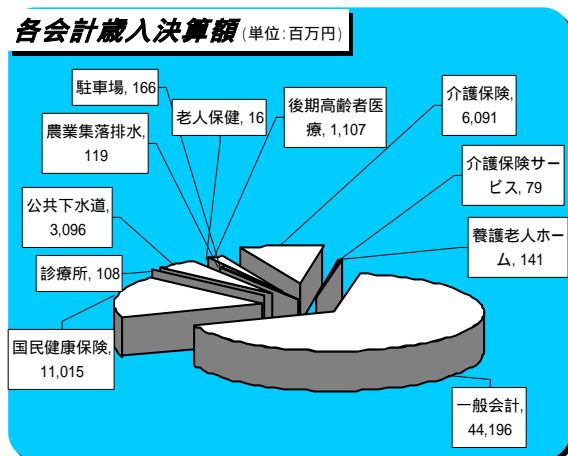 各会計歳入決算額(単位:百万円)
駐車場, 166
老人保健, 16
後期高齢者医
療, 1,107
介護保険,
6,091
農業集落排水,
119
介護保険サー
ビス, 79
公共下水道,
3,096
養護老人ホー
ム, 141
診療所, 108
国民健康保険,
11,015
一般会計,
44,196